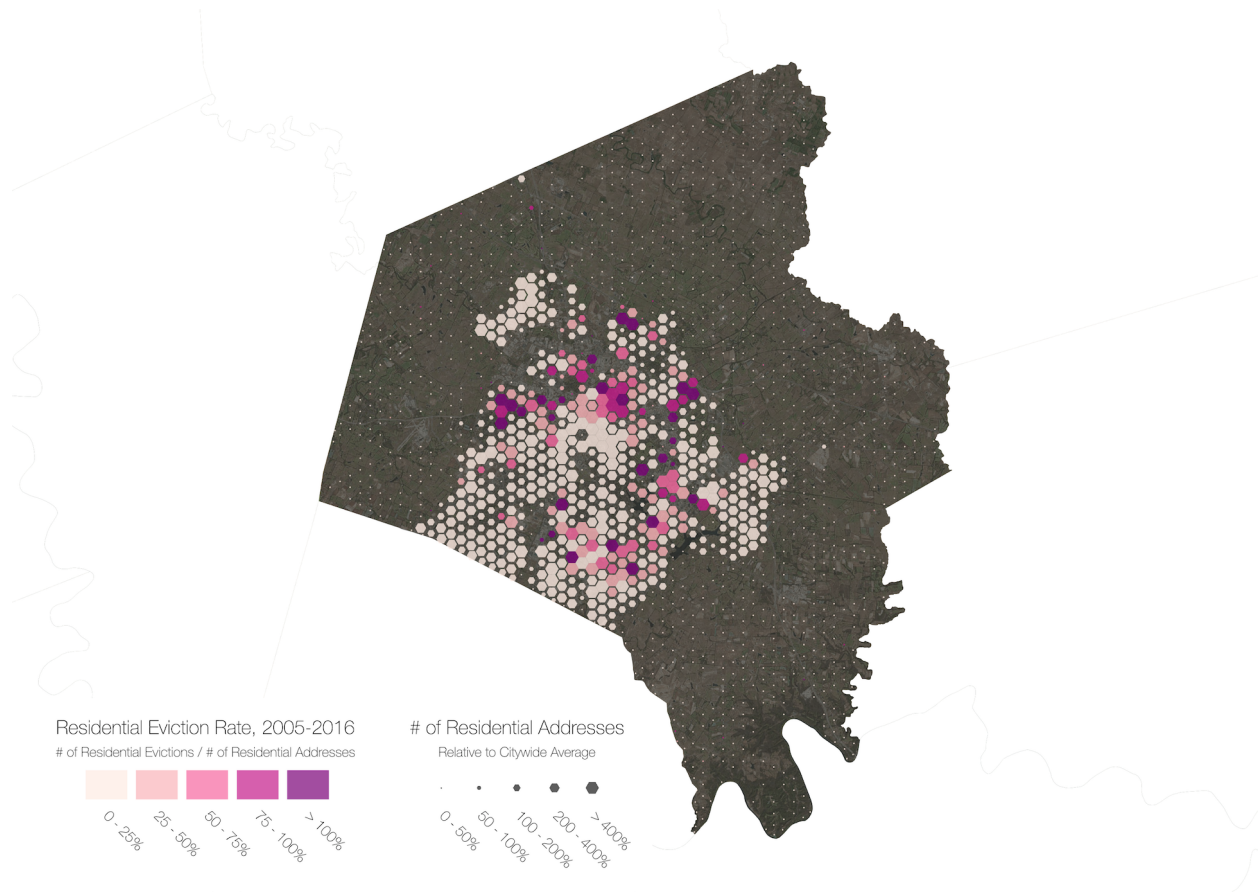 Residential Eviction Rate, 2005-2016
# of Residential Evictions / # of Residential Addresses
0 - 25%
25 - 50%
50 - 75%
75 - 100%
> 100%
# of Residential Addresses
Relative to Citywide Average
0 - 50%
50 - 100%
100 - 200%
200 - 400%
> 400%